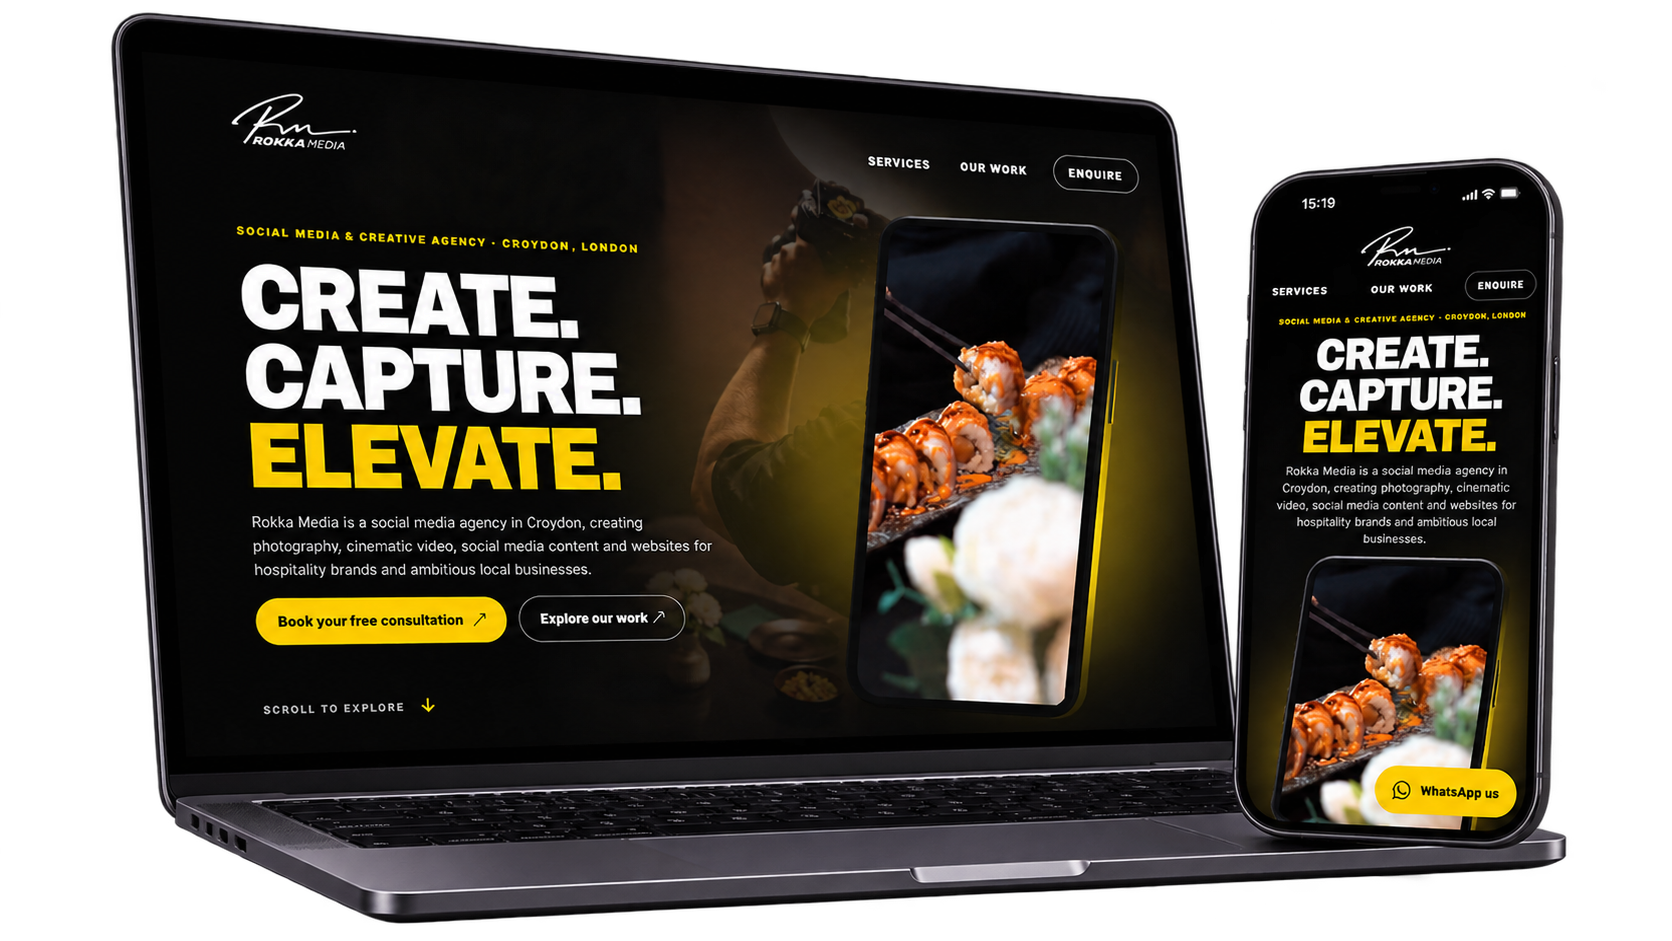 Rm.
ROKKA MEDIA
SERVICES
OUR WORK
ENQUIRE
SOCIAL MEDIA & CREATIVE AGENCY · CROYDON, LONDON
CREATE.
CAPTURE.
ELEVATE.
Rokka Media is a social media agency in Croydon, creating
photography, cinematic video, social media content and websites for
hospitality brands and ambitious local businesses.
Book your free consultation ↗
Explore our work ↗
SCROLL TO EXPLORE ↓
15:19
Rm.
ROKKA MEDIA
SERVICES
OUR WORK
ENQUIRE
SOCIAL MEDIA & CREATIVE AGENCY · CROYDON, LONDON
CREATE.
CAPTURE.
ELEVATE.
Rokka Media is a social media agency in
Croydon, creating photography, cinematic
video, social media content and websites for
hospitality brands and ambitious local
businesses.
WhatsApp us